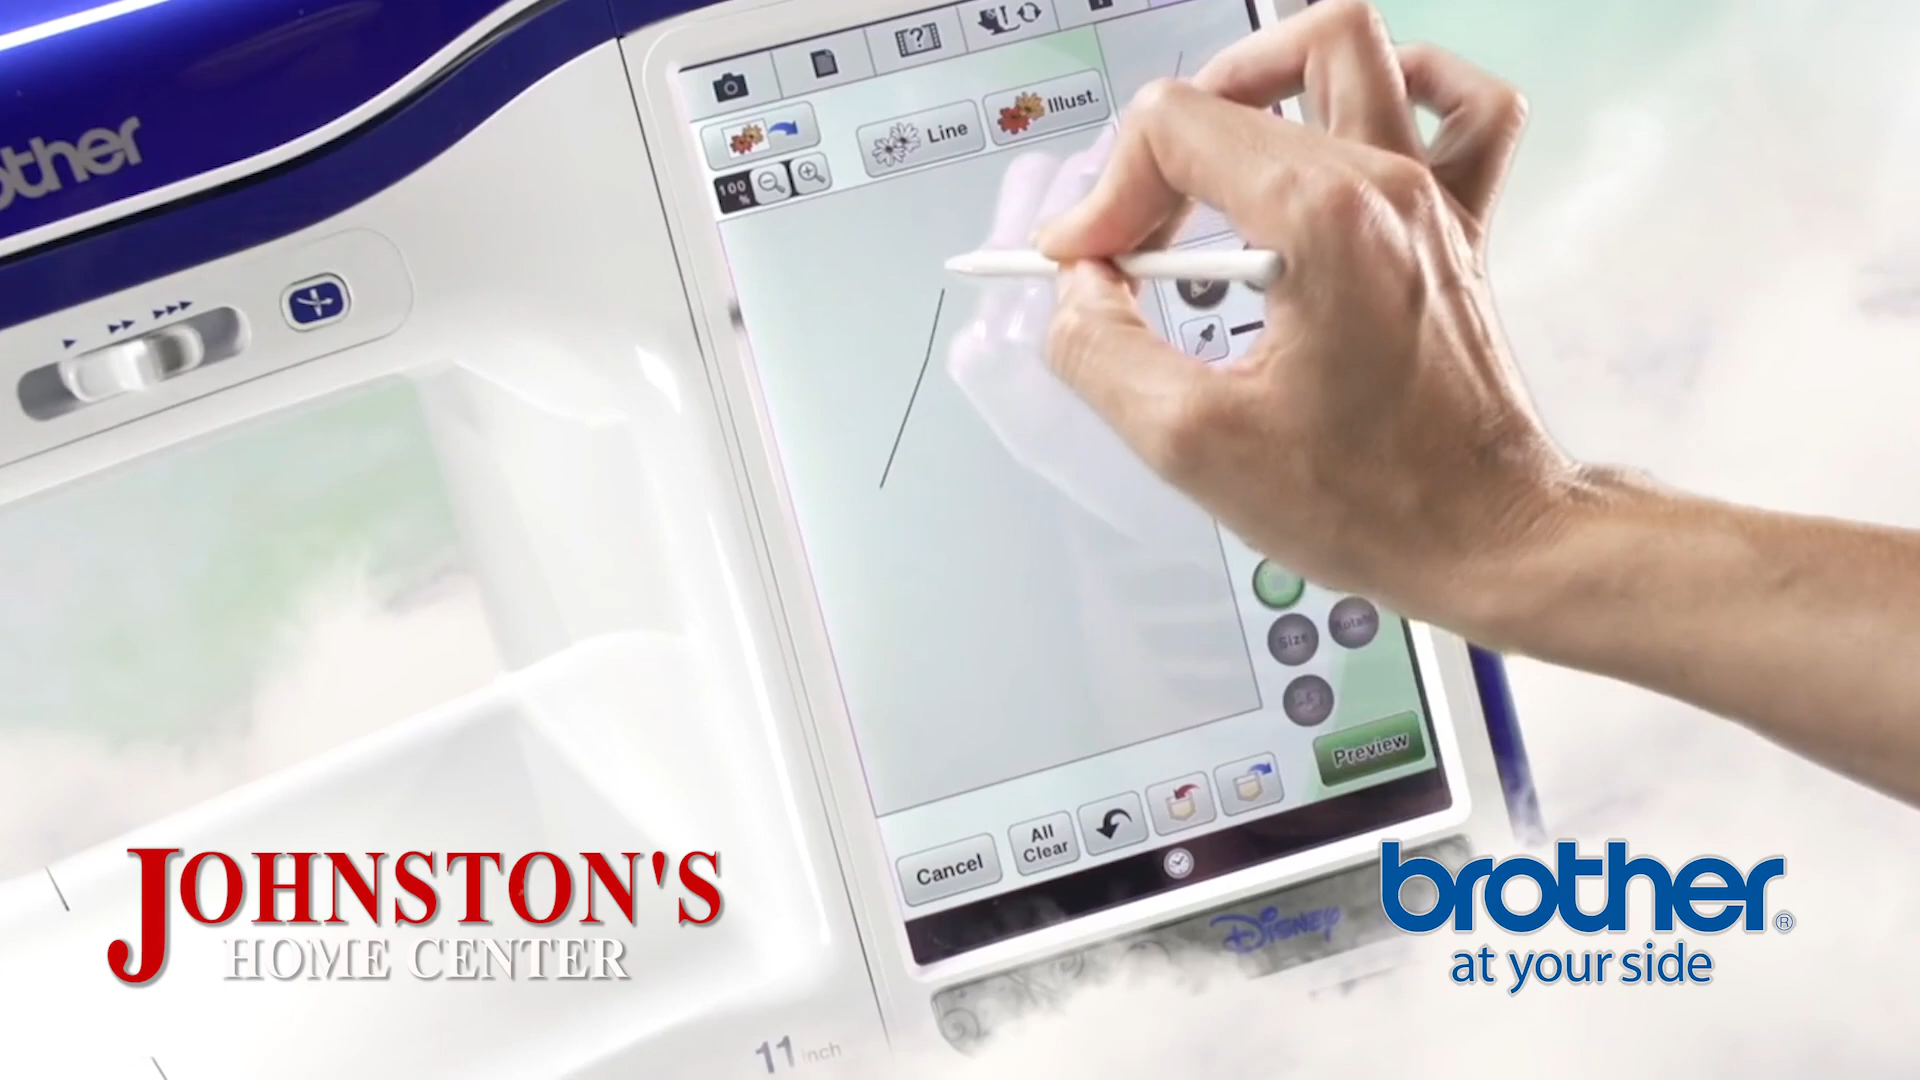 other
100
%
Line
Illust.
Size
Rotate
Preview
Cancel
All
Clear
Disney
JOHNSTON'S
HOME CENTER
brother®
at your side
11 inch